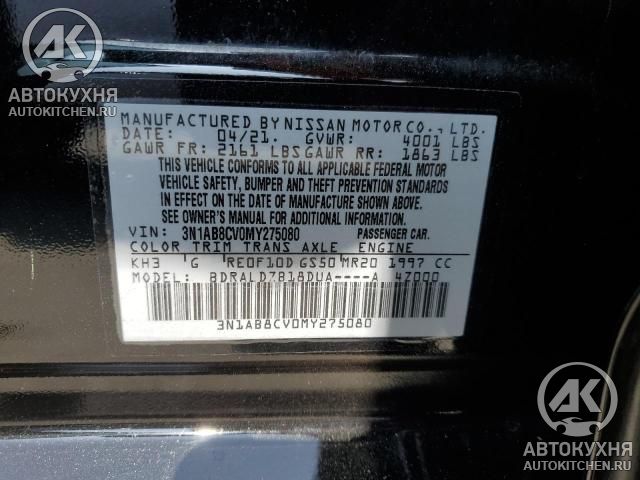 AK
АВТОКУХНЯ
AUTOKITCHEN.RU
MANUFACTURED BY NISSAN MOTOR CO., LTD.
DATE: 04/21. GVWR: 4001 LBS
GAWR FR: 2161 LBS GAWR RR: 1863 LBS
THIS VEHICLE CONFORMS TO ALL APPLICABLE FEDERAL MOTOR
VEHICLE SAFETY, BUMPER AND THEFT PREVENTION STANDARDS
IN EFFECT ON THE DATE OF MANUFACTURE SHOWN ABOVE.
SEE OWNER'S MANUAL FOR ADDITIONAL INFORMATION.
VIN: 3N1AB8CV0MY275080 PASSENGER CAR.
COLOR TRIM TRANS AXLE ENGINE
KH3 G RE0F10D GS50 MR20 1997 CC
MODEL: BDRALD7B18DUA----A 4Z000
3N1AB8CV0MY275080
AK
АВТОКУХНЯ
AUTOKITCHEN.RU